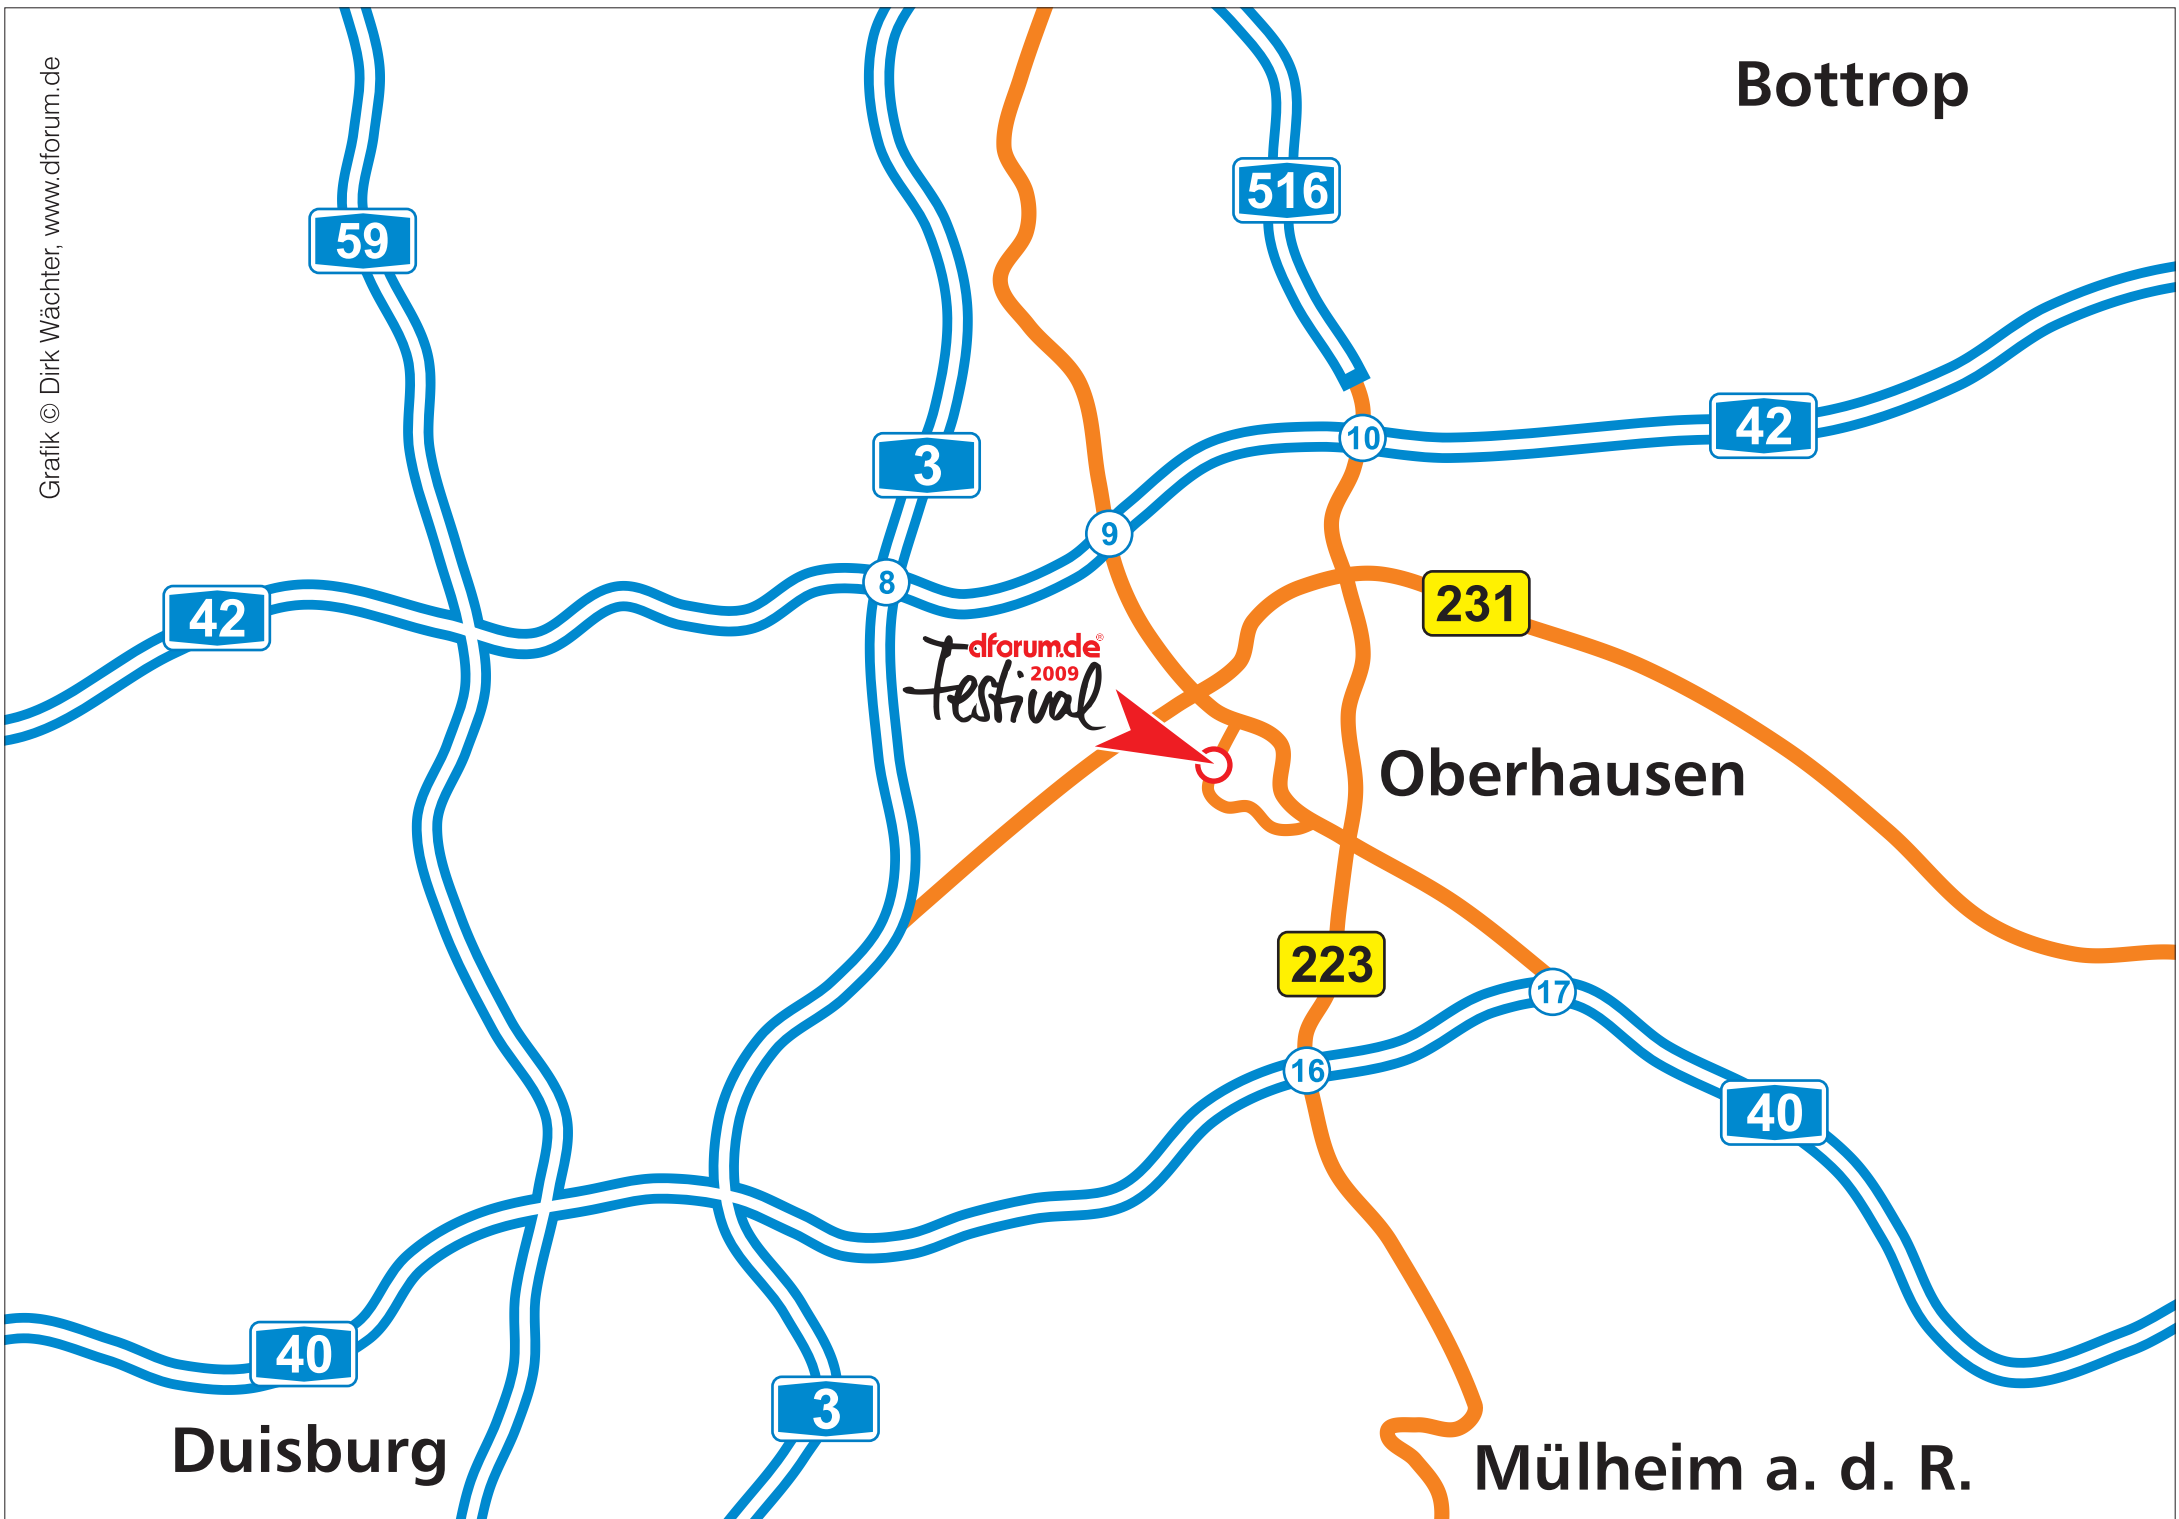 Grafik © Dirk Wächter, www.dforum.de
Bottrop
516
59
42
10
3
9
8
42
231
dforum.de®
2009
Festival
Oberhausen
223
17
16
40
40
3
Duisburg
Mülheim a. d. R.